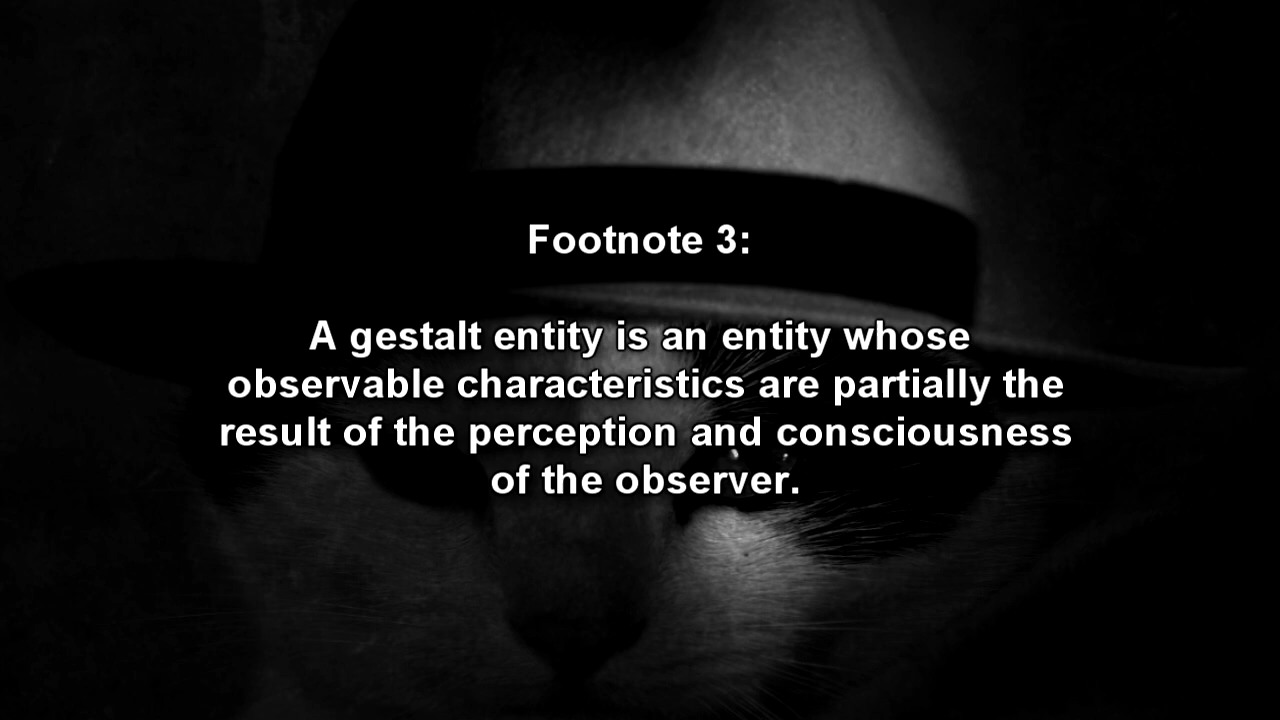 Footnote 3:
A gestalt entity is an entity whose
observable characteristics are partially the
result of the perception and consciousness
of the observer.